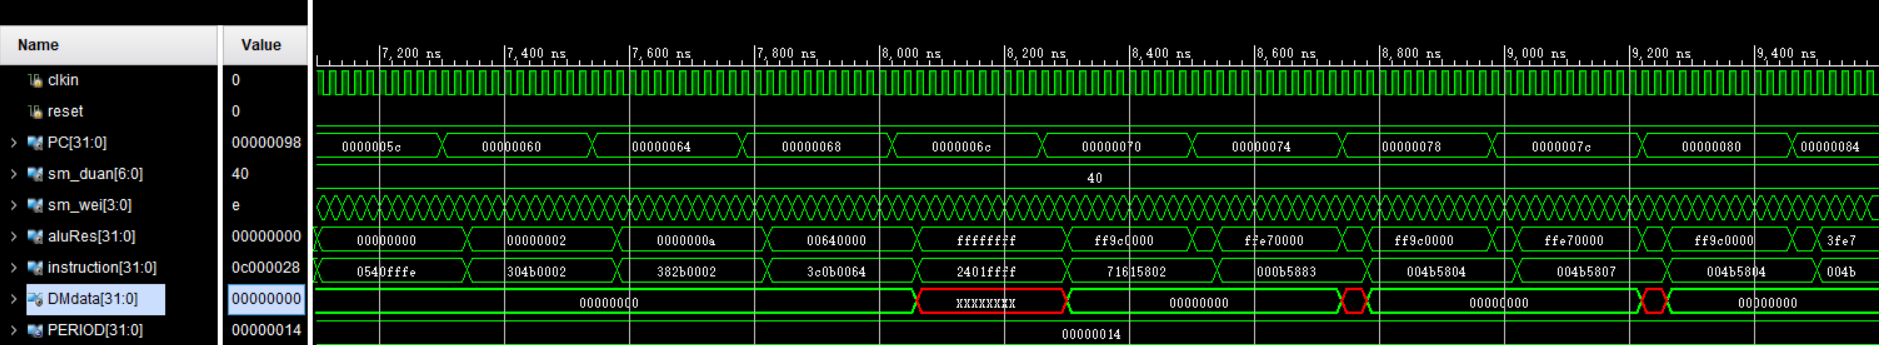 Name Value
7,200 ns 7,400 ns 7,600 ns 7,800 ns 8,000 ns 8,200 ns 8,400 ns 8,600 ns 8,800 ns 9,000 ns 9,200 ns 9,400 ns
clkin 0
reset 0
PC[31:0] 00000098 0000005c 00000060 00000064 00000068 0000006c 00000070 00000074 00000078 0000007c 00000080 00000084
sm_duan[6:0] 40 40
sm_wei[3:0] e
aluRes[31:0] 00000000 00000000 00000002 0000000a 00640000 ffffffff ff9c0000 ffe70000 ff9c0000 ffe70000 ff9c0000 3fe7
instruction[31:0] 0c000028 0540fffe 304b0002 382b0002 3c0b0064 2401ffff 71615802 000b5883 004b5804 004b5807 004b5804 004b
DMdata[31:0] 00000000 00000000 XXXXXXXX 00000000 00000000 00000000
PERIOD[31:0] 00000014 00000014